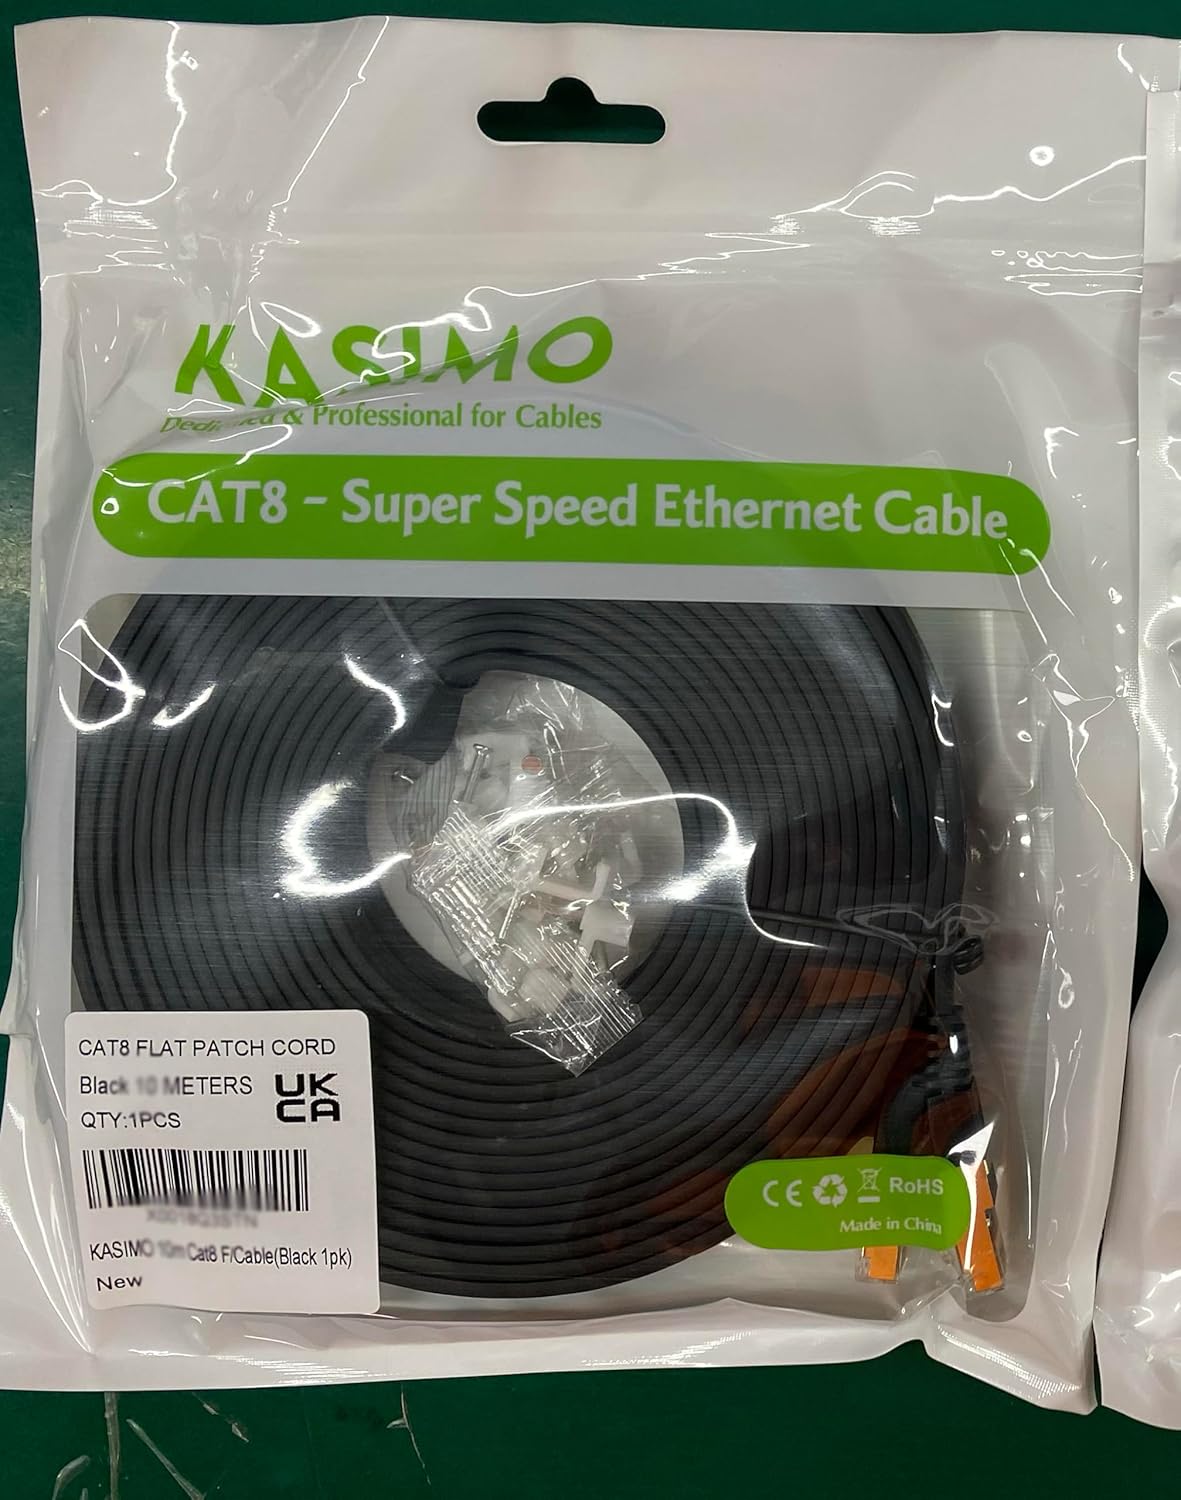 KASIMO
Dedicated & Professional for Cables
CAT8 - Super Speed Ethernet Cable
CAT8 FLAT PATCH CORD
Black 10 METERS
UK
CA
QTY:1PCS
KASIMO 10m Cat8 F/Cable(Black 1pk)
New
CE RoHS
Made in China